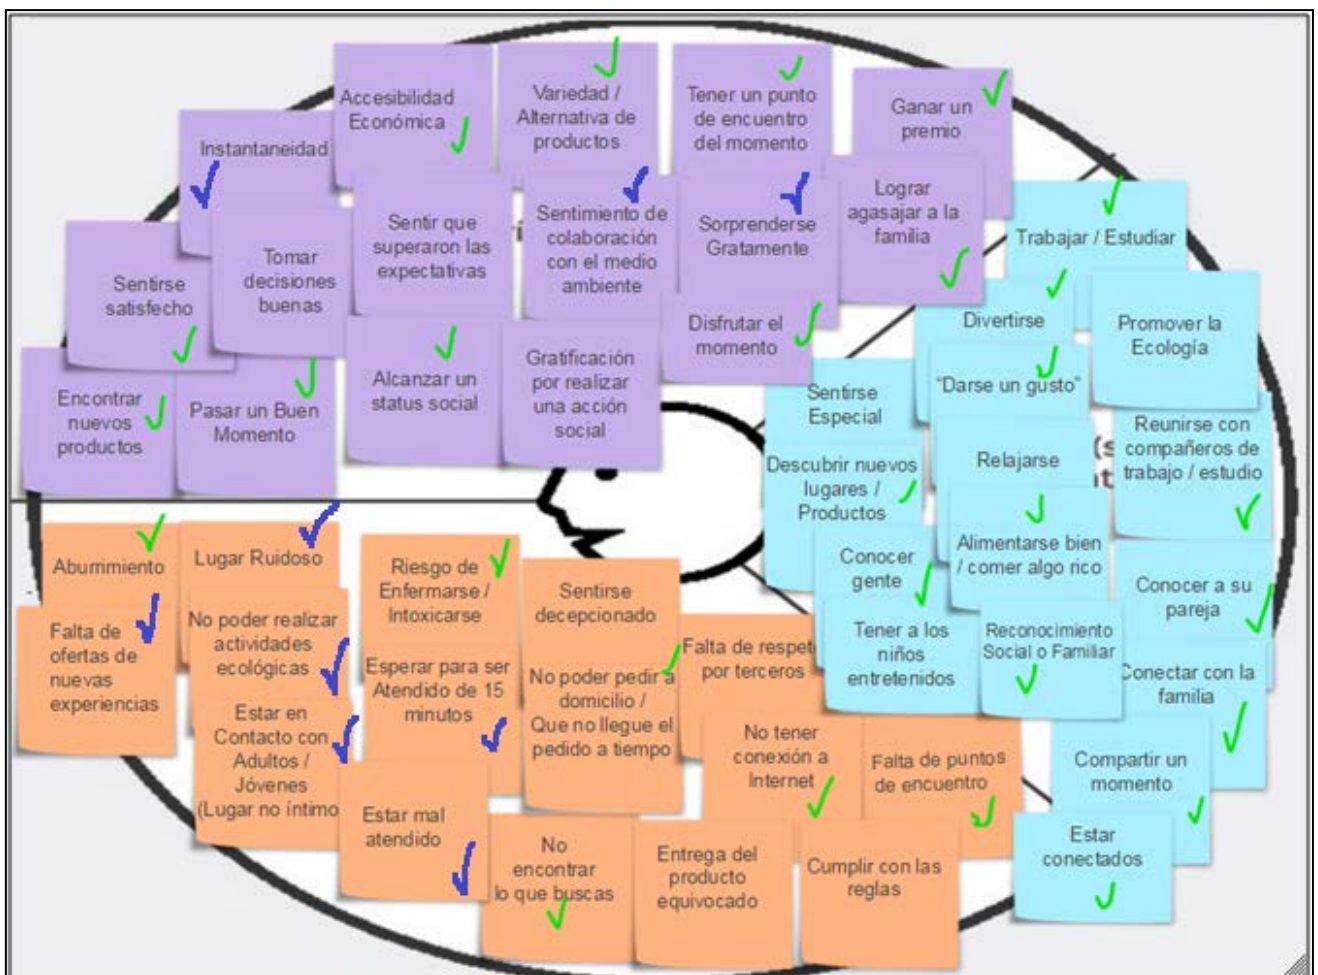 Accesibilidad
Económica
Variedad /
Alternativa de
productos
Tener un punto
de encuentro
del momento
Ganar un
premio
Instantaneidad
Sentir que
superaron las
expectativas
Sentimiento de
colaboración
con el medio
ambiente
Sorprenderse
Gratamente
Lograr
agasajar a la
familia
Sentirse
satisfecho
Tomar
decisiones
buenas
Disfrutar el
momento
Encontrar
nuevos
productos
Pasar un Buen
Momento
Alcanzar un
status social
Gratificación
por realizar
una acción
social
Trabajar / Estudiar
Divertirse
Promover la
Ecología
Sentirse
Especial
"Darse un gusto"
Reunirse con
compañeros de
trabajo / estudio
Descubrir nuevos
lugares /
Productos
Relajarse
Conocer
gente
Alimentarse bien
/ comer algo rico
Conocer a su
pareja
Tener a los
niños
entretenidos
Reconocimiento
Social o Familiar
Conectar con la
familia
Compartir un
momento
Estar
conectados
Aburrimiento
Lugar Ruidoso
Riesgo de
Enfermarse /
Intoxicarse
Sentirse
decepcionado
Falta de
ofertas de
nuevas
experiencias
No poder realizar
actividades
ecológicas
Esperar para ser
Atendido de 15
minutos
No poder pedir a
domicilio /
Que no llegue el
pedido a tiempo
Falta de respet
por terceros
Estar en
Contacto con
Adultos /
Jóvenes
(Lugar no íntimo
No tener
conexión a
Internet
Falta de puntos
de encuentro
Estar mal
atendido
No
encontrar
lo que buscas
Entrega del
producto
equivocado
Cumplir con las
reglas